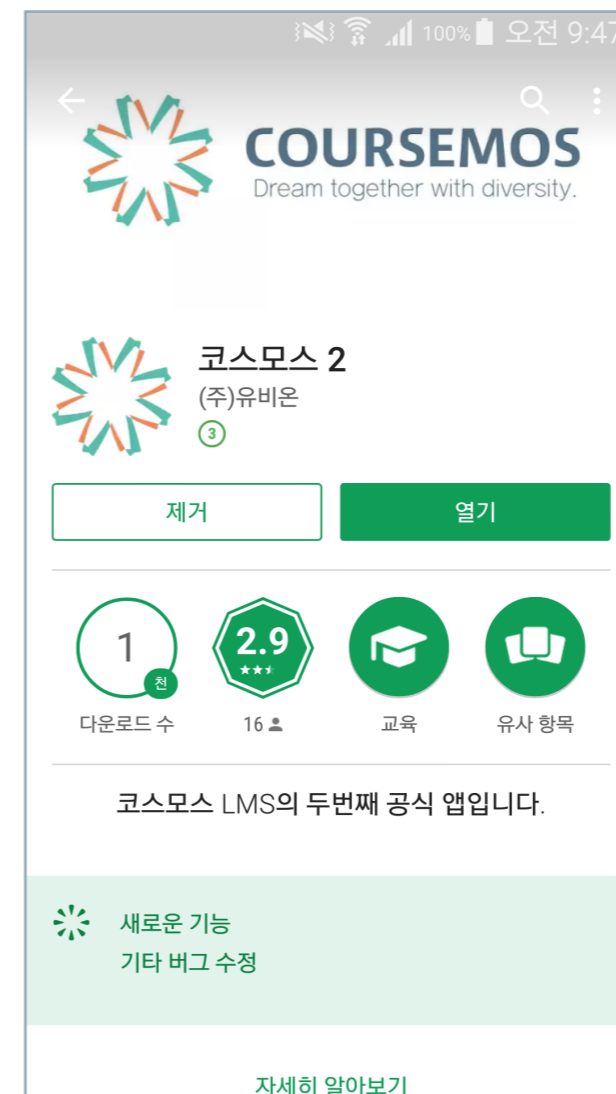 100% 오전 9:47
COURSEMOS
Dream together with diversity.
코스모스 2
(주)유비온
3
제거
열기
1
천
2.9
다운로드 수
16
교육
유사 항목
코스모스 LMS의 두번째 공식 앱입니다.
새로운 기능
기타 버그 수정
자세히 알아보기